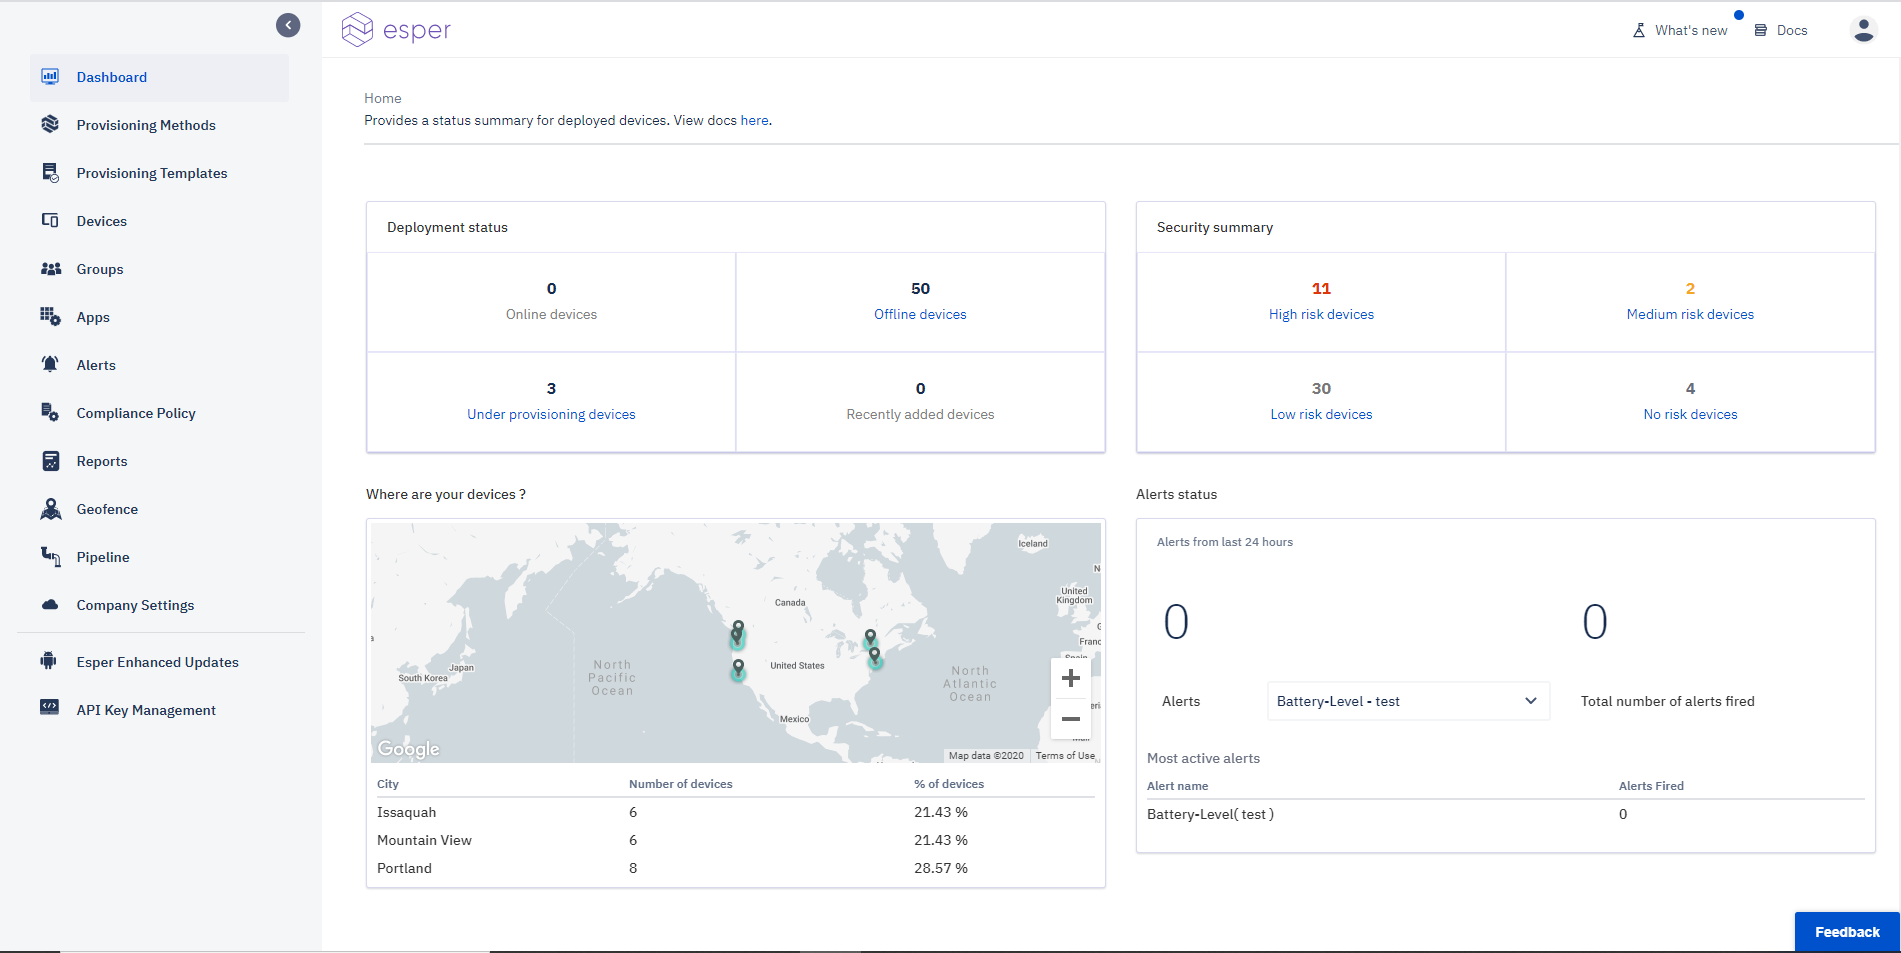 esper
What's new
Docs
Dashboard
Provisioning Methods
Provisioning Templates
Devices
Groups
Apps
Alerts
Compliance Policy
Reports
Geofence
Pipeline
Company Settings
Esper Enhanced Updates
API Key Management
Home
Provides a status summary for deployed devices. View docs here.
Deployment status
0
Online devices
50
Offline devices
3
Under provisioning devices
0
Recently added devices
Security summary
11
High risk devices
2
Medium risk devices
30
Low risk devices
4
No risk devices
Where are your devices ?
Iceland
United
Kingdom
Canada
Japan
South Korea
North
Pacific
Ocean
United States
North
Atlantic
Ocean
Mexico
Google
Map data ©2020
Terms of Use
City Number of devices % of devices
Issaquah 6 21.43 %
Mountain View 6 21.43 %
Portland 8 28.57 %
Alerts status
Alerts from last 24 hours
0 0
Alerts Battery-Level - test Total number of alerts fired
Most active alerts
Alert name Alerts Fired
Battery-Level( test ) 0
Feedback